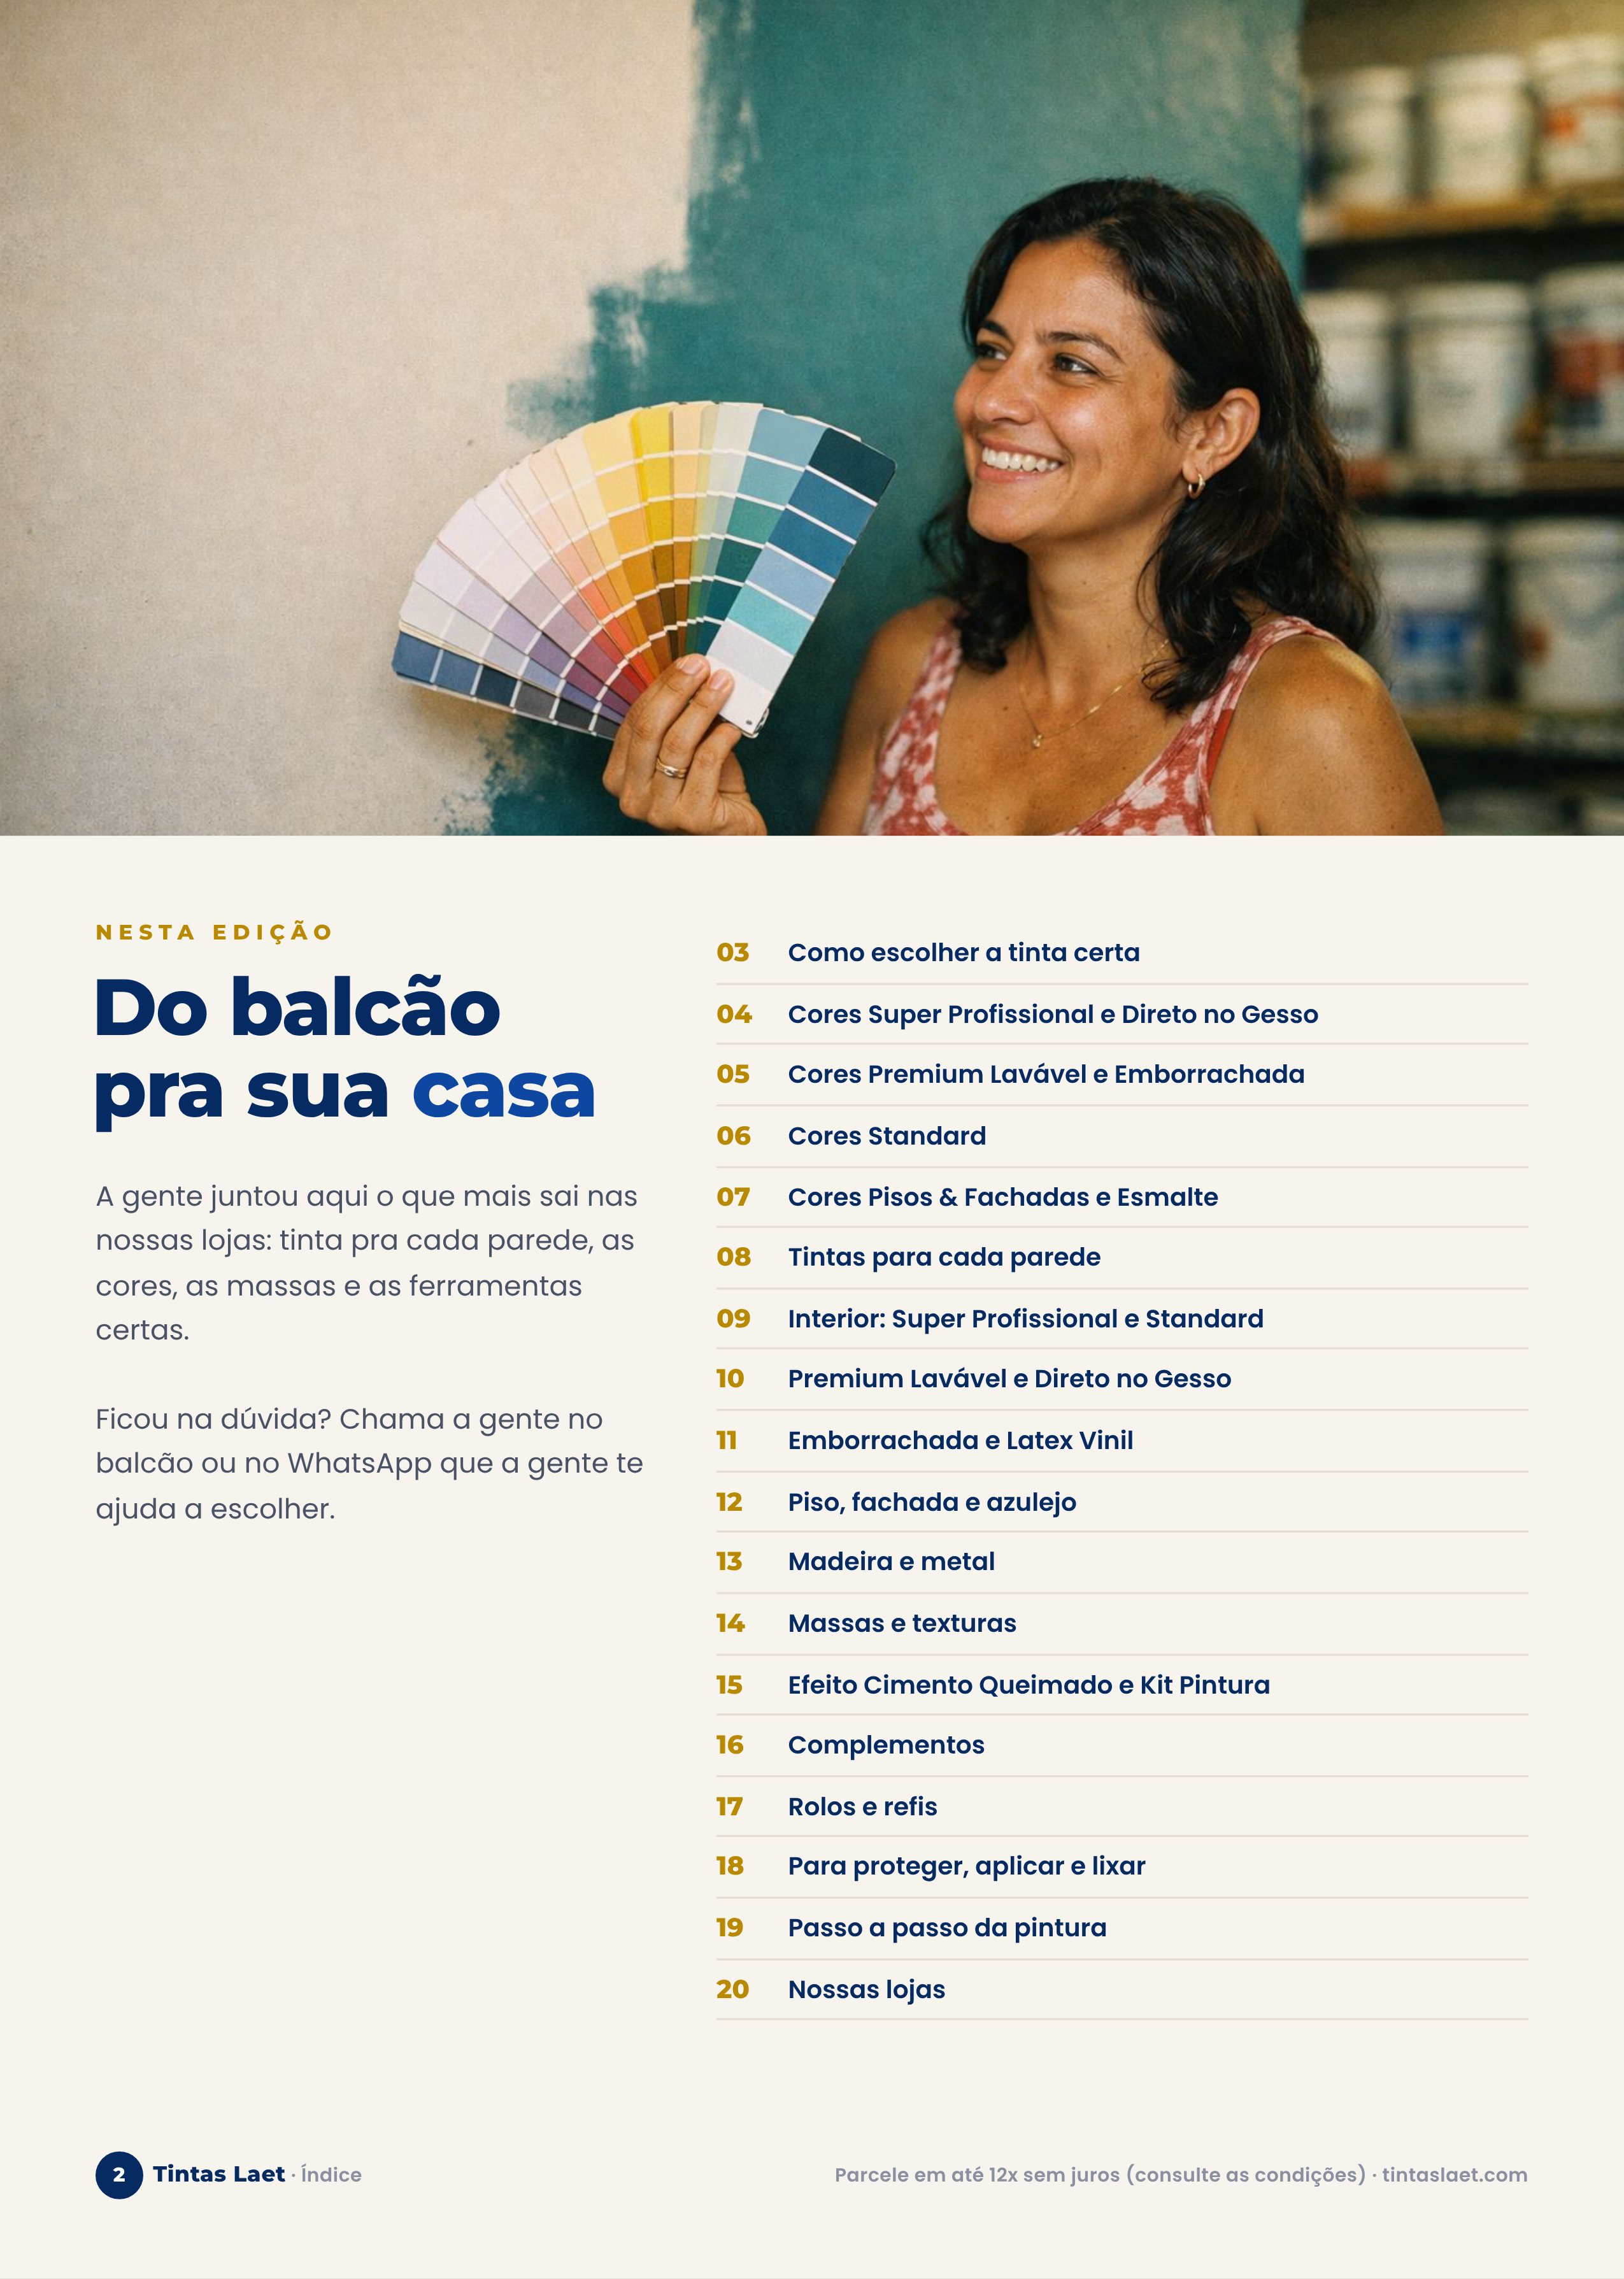 NESTA EDIÇÃO
Do balcão
pra sua casa
A gente juntou aqui o que mais sai nas
nossas lojas: tinta pra cada parede, as
cores, as massas e as ferramentas
certas.
Ficou na dúvida? Chama a gente no
balcão ou no WhatsApp que a gente te
ajuda a escolher.
03 Como escolher a tinta certa
04 Cores Super Profissional e Direto no Gesso
05 Cores Premium Lavável e Emborrachada
06 Cores Standard
07 Cores Pisos & Fachadas e Esmalte
08 Tintas para cada parede
09 Interior: Super Profissional e Standard
10 Premium Lavável e Direto no Gesso
11 Emborrachada e Latex Vinil
12 Piso, fachada e azulejo
13 Madeira e metal
14 Massas e texturas
15 Efeito Cimento Queimado e Kit Pintura
16 Complementos
17 Rolos e refis
18 Para proteger, aplicar e lixar
19 Passo a passo da pintura
20 Nossas lojas
2 Tintas Laet · Índice
Parcele em até 12x sem juros (consulte as condições) · tintaslaet.com